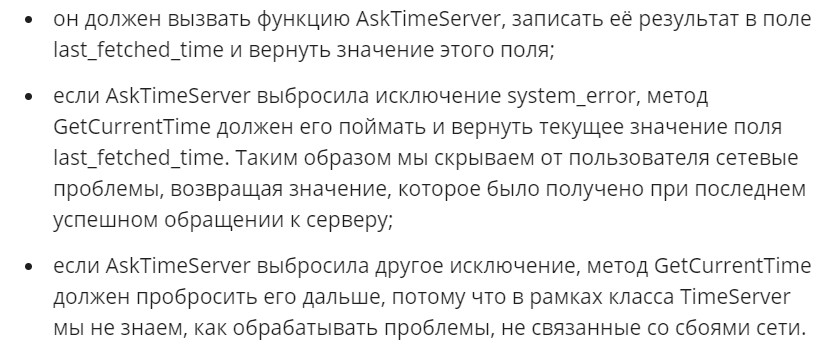 • он должен вызвать функцию AskTimeServer, записать её результат в поле
last_fetched_time и вернуть значение этого поля;
• если AskTimeServer выбросила исключение system_error, метод
GetCurrentTime должен его поймать и вернуть текущее значение поля
last_fetched_time. Таким образом мы скрываем от пользователя сетевые
проблемы, возвращая значение, которое было получено при последнем
успешном обращении к серверу;
• если AskTimeServer выбросила другое исключение, метод GetCurrentTime
должен пробросить его дальше, потому что в рамках класса TimeServer
мы не знаем, как обрабатывать проблемы, не связанные со сбоями сети.